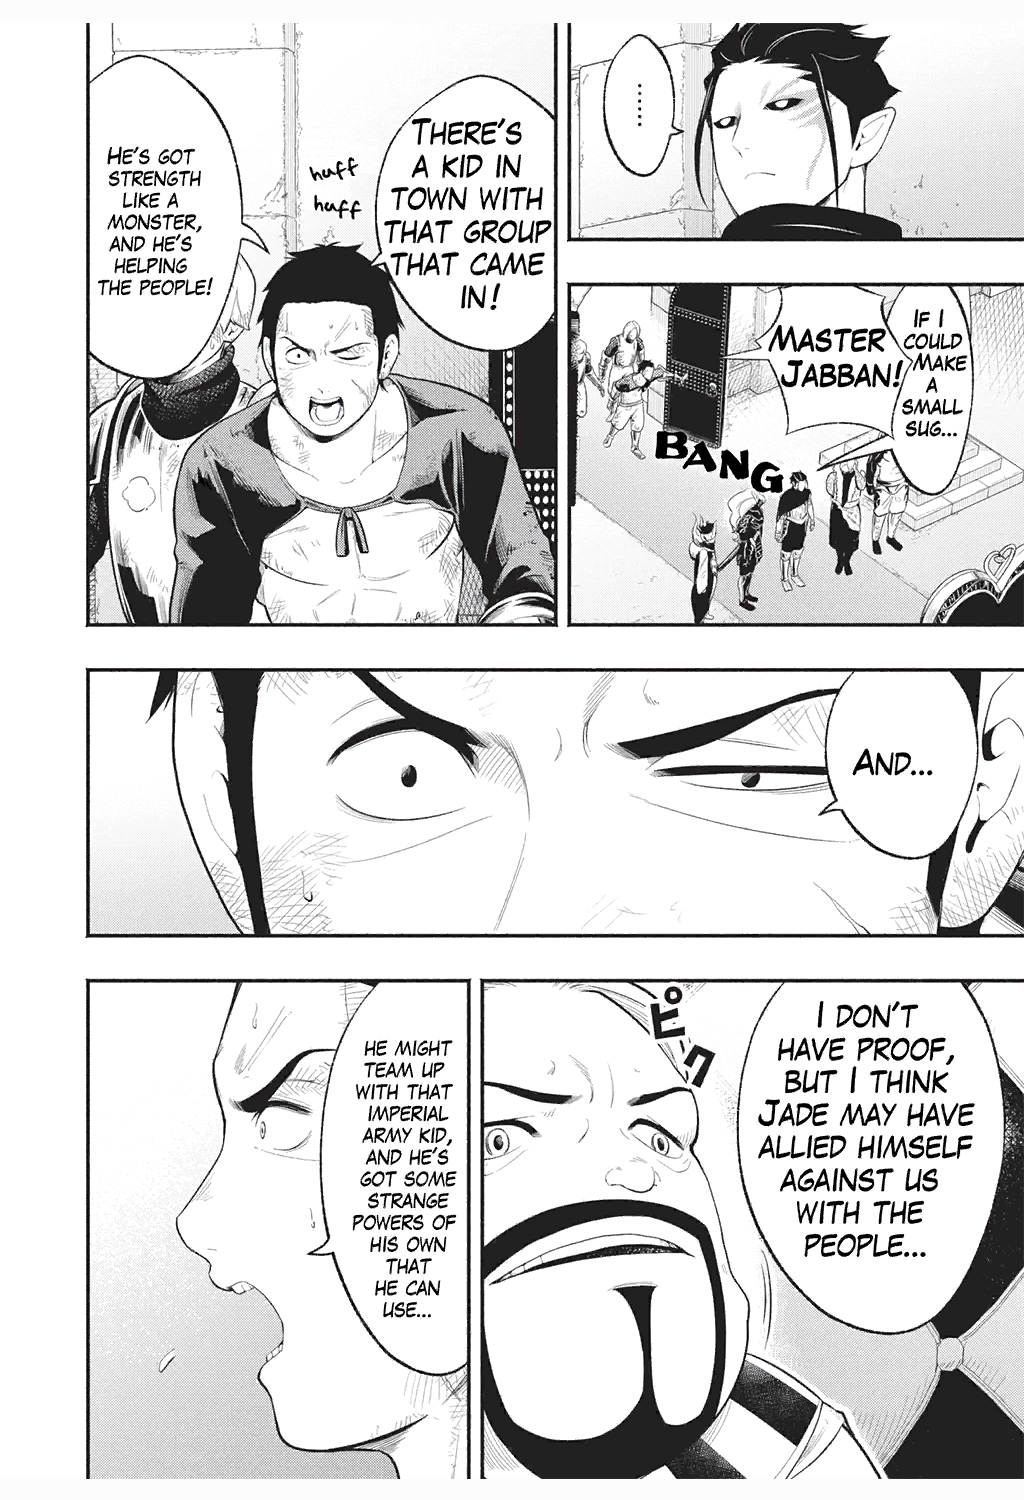 .......
IF I
COULD
MAKE
A
SMALL
SUG...
MASTER
JABBAN!
BANG
THERE'S
A KID IN
TOWN WITH
THAT GROUP
THAT CAME
IN!
huff
huff
HE'S GOT
STRENGTH
LIKE A
MONSTER,
AND HE'S
HELPING
THE PEOPLE!
AND...
I DON'T
HAVE PROOF,
BUT I THINK
JADE MAY HAVE
ALLIED HIMSELF
AGAINST US
WITH THE
PEOPLE...
ピク
HE MIGHT
TEAM UP
WITH THAT
IMPERIAL
ARMY KID,
AND HE'S
GOT SOME
STRANGE
POWERS OF
HIS OWN
THAT
HE CAN
USE...